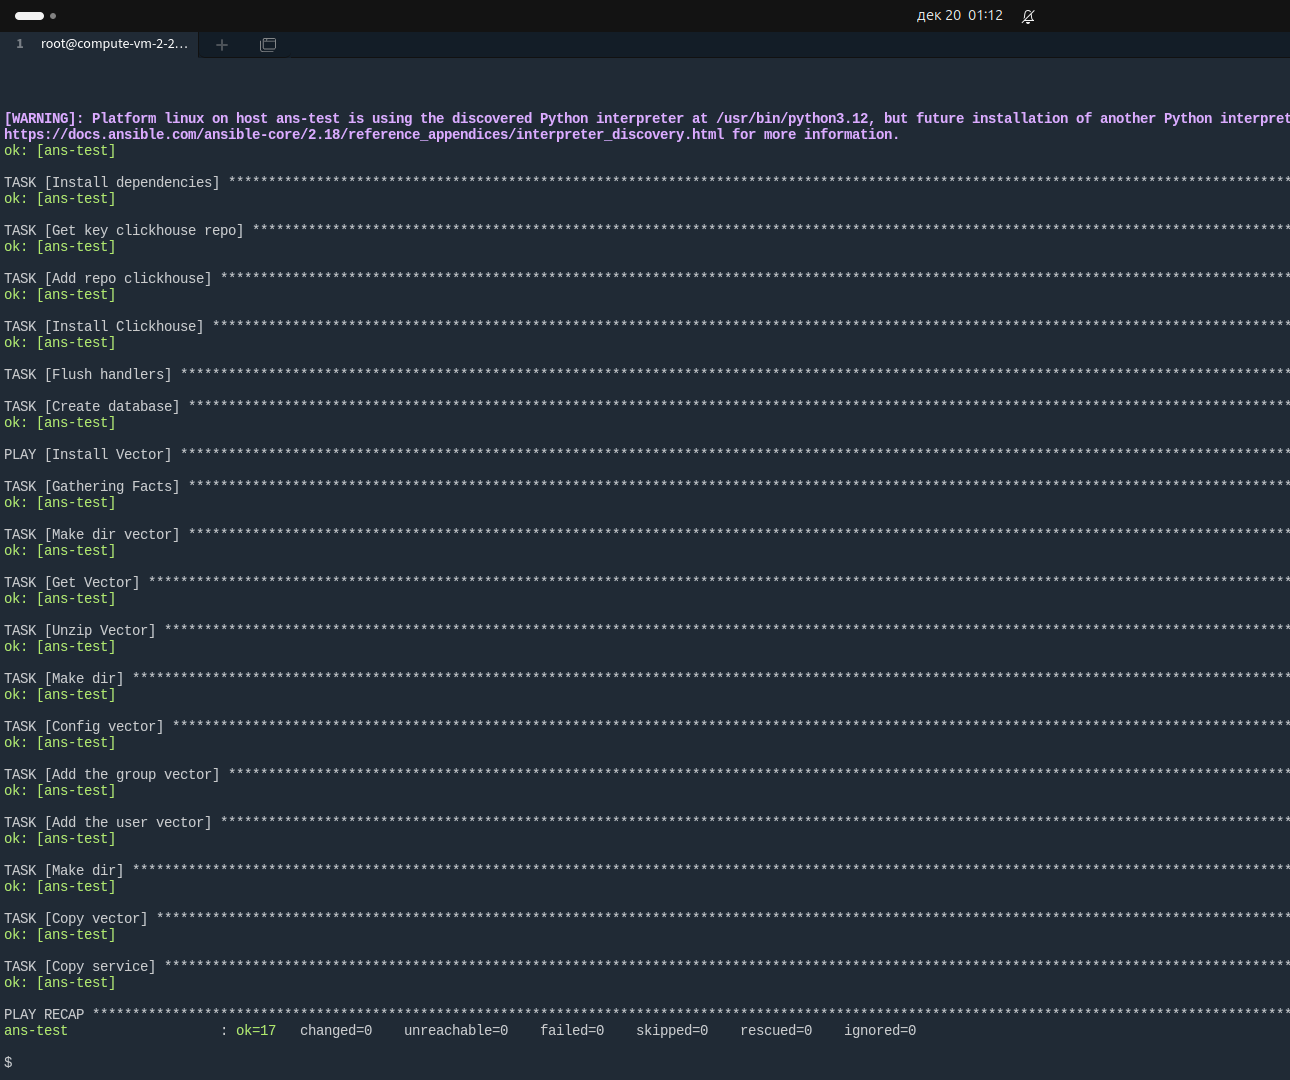 дек 20 01:12
1 root@compute-vm-2-2...
[WARNING]: Platform linux on host ans-test is using the discovered Python interpreter at /usr/bin/python3.12, but future installation of another Python interpret
https://docs.ansible.com/ansible-core/2.18/reference_appendices/interpreter_discovery.html for more information.
ok: [ans-test]
TASK [Install dependencies] *************************************************************************************************************************************
ok: [ans-test]
TASK [Get key clickhouse repo] **********************************************************************************************************************************
ok: [ans-test]
TASK [Add repo clickhouse] **************************************************************************************************************************************
ok: [ans-test]
TASK [Install Clickhouse] ***************************************************************************************************************************************
ok: [ans-test]
TASK [Flush handlers] *******************************************************************************************************************************************
TASK [Create database] ******************************************************************************************************************************************
ok: [ans-test]
PLAY [Install Vector] *******************************************************************************************************************************************
TASK [Gathering Facts] ******************************************************************************************************************************************
ok: [ans-test]
TASK [Make dir vector] ******************************************************************************************************************************************
ok: [ans-test]
TASK [Get Vector] ***********************************************************************************************************************************************
ok: [ans-test]
TASK [Unzip Vector] *********************************************************************************************************************************************
ok: [ans-test]
TASK [Make dir] *************************************************************************************************************************************************
ok: [ans-test]
TASK [Config vector] ********************************************************************************************************************************************
ok: [ans-test]
TASK [Add the group vector] *************************************************************************************************************************************
ok: [ans-test]
TASK [Add the user vector] **************************************************************************************************************************************
ok: [ans-test]
TASK [Make dir] *************************************************************************************************************************************************
ok: [ans-test]
TASK [Copy vector] **********************************************************************************************************************************************
ok: [ans-test]
TASK [Copy service] *********************************************************************************************************************************************
ok: [ans-test]
PLAY RECAP ******************************************************************************************************************************************************
ans-test : ok=17 changed=0 unreachable=0 failed=0 skipped=0 rescued=0 ignored=0
$